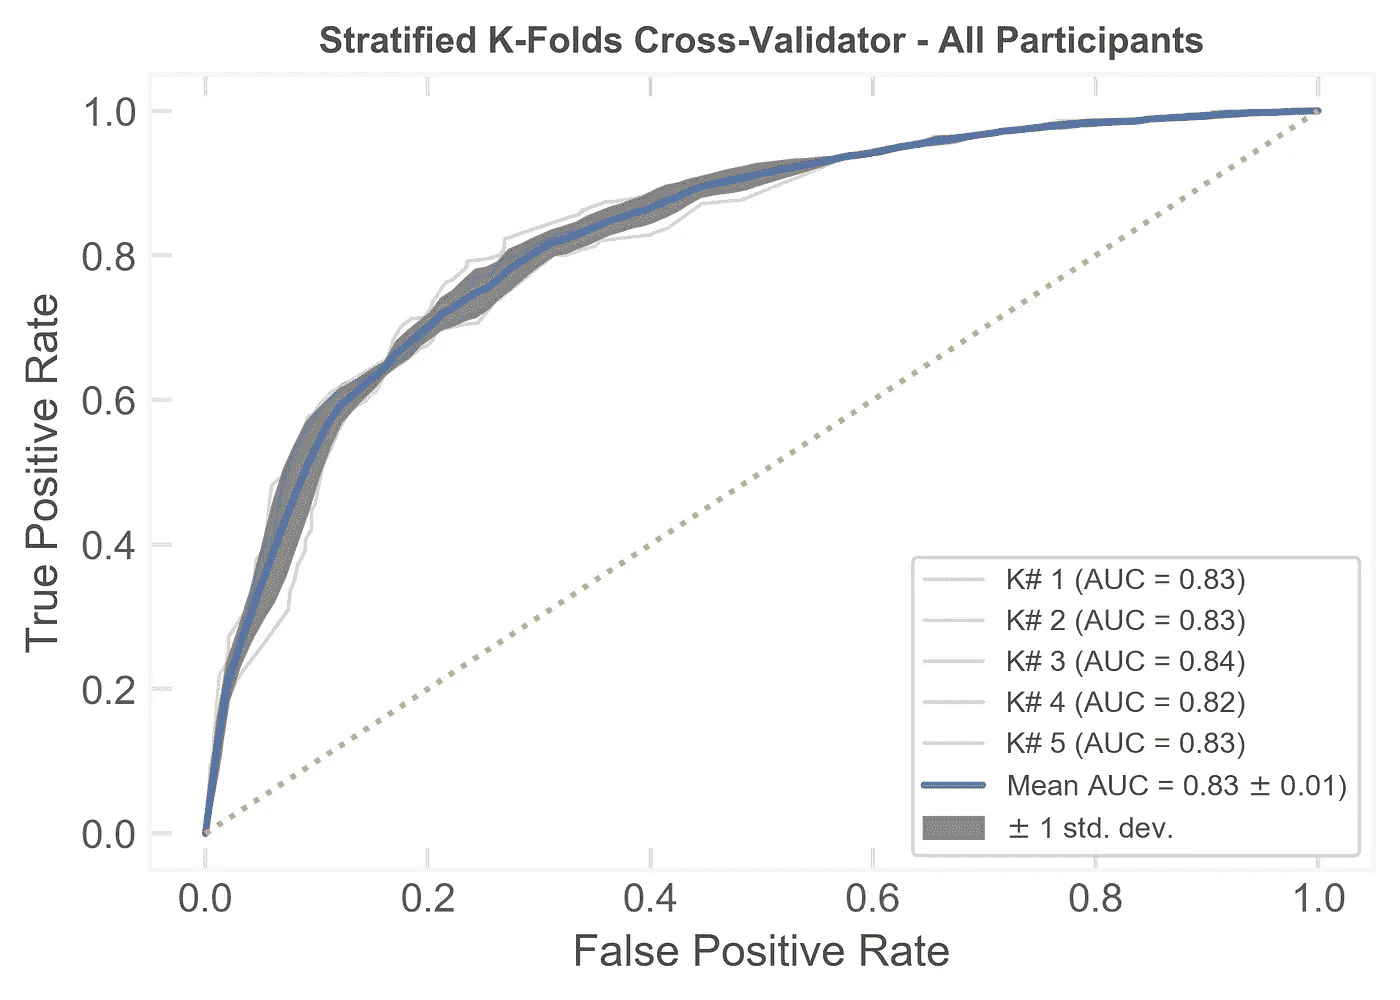 Stratified K-Folds Cross-Validator - All Participants
True Positive Rate
1.0
0.8
0.6
0.4
0.2
0.0
K# 1 (AUC = 0.83)
K# 2 (AUC = 0.83)
K# 3 (AUC = 0.84)
K# 4 (AUC = 0.82)
K# 5 (AUC = 0.83)
Mean AUC = 0.83 ± 0.01)
± 1 std. dev.
0.0 0.2 0.4 0.6 0.8 1.0
False Positive Rate